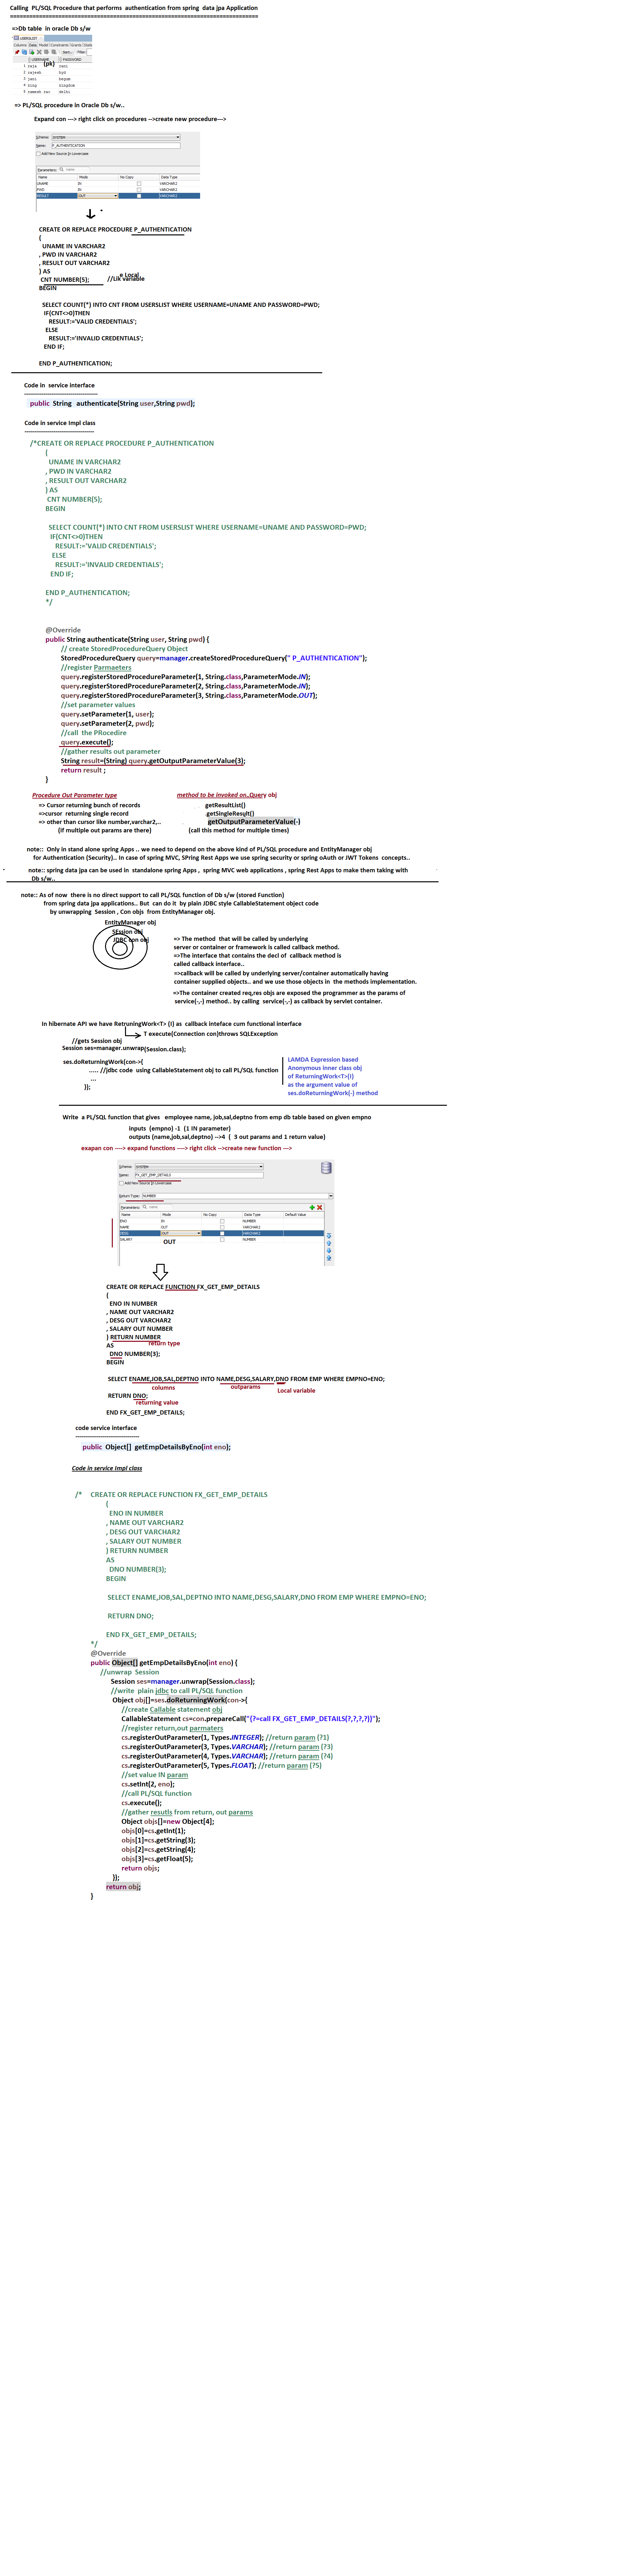 Calling PL/SQL Procedure that performs authentication from spring data jpa Application
==============================================================================
=>Db table in oracle Db s/w
USERSLIST
Columns Data Model Constraints Grants State
Sort.. Filter:
USERNAME PASSWORD
(pk)
1 raja rani
2 rajesh hyd
3 jani begum
4 king kingdom
5 ramesh rao delhi
=> PL/SQL procedure in Oracle Db s/w..
Expand con ---> right click on procedures -->create new procedure--->
Schema: SYSTEM
Name: P_AUTHENTICATION
Add New Source In Lowercase
Parameters: name
Name Mode No Copy Data Type
UNAME IN VARCHAR2
PWD IN VARCHAR2
RESULT OUT VARCHAR2
CREATE OR REPLACE PROCEDURE P_AUTHENTICATION
(
UNAME IN VARCHAR2
, PWD IN VARCHAR2
, RESULT OUT VARCHAR2
) AS
CNT NUMBER(5); //Lik e Local variable
BEGIN
SELECT COUNT(*) INTO CNT FROM USERSLIST WHERE USERNAME=UNAME AND PASSWORD=PWD;
IF(CNT<>0)THEN
RESULT:='VALID CREDENTIALS';
ELSE
RESULT:='INVALID CREDENTIALS';
END IF;
END P_AUTHENTICATION;
Code in service interface
----------------------------------
public String authenticate(String user,String pwd);
Code in service Impl class
--------------------------------
/*CREATE OR REPLACE PROCEDURE P_AUTHENTICATION
(
UNAME IN VARCHAR2
, PWD IN VARCHAR2
, RESULT OUT VARCHAR2
) AS
CNT NUMBER(5);
BEGIN
SELECT COUNT(*) INTO CNT FROM USERSLIST WHERE USERNAME=UNAME AND PASSWORD=PWD;
IF(CNT<>0)THEN
RESULT:='VALID CREDENTIALS';
ELSE
RESULT:='INVALID CREDENTIALS';
END IF;
END P_AUTHENTICATION;
*/
@Override
public String authenticate(String user, String pwd) {
// create StoredProcedureQuery Object
StoredProcedureQuery query=manager.createStoredProcedureQuery(" P_AUTHENTICATION");
//register Parmaeters
query.registerStoredProcedureParameter(1, String.class,ParameterMode.IN);
query.registerStoredProcedureParameter(2, String.class,ParameterMode.IN);
query.registerStoredProcedureParameter(3, String.class,ParameterMode.OUT);
//set parameter values
query.setParameter(1, user);
query.setParameter(2, pwd);
//call the PRocedire
query.execute();
//gather results out parameter
String result=(String) query.getOutputParameterValue(3);
return result ;
}
Procedure Out Parameter type method to be invoked on..Query obj
=> Cursor returning bunch of records getResultList()
=>cursor returning single record .getSingleResult()
=> other than cursor like number,varchar2,.. getOutputParameterValue(-)
(if multiple out params are there) (call this method for multiple times)
note:: Only in stand alone spring Apps .. we need to depend on the above kind of PL/SQL procedure and EntityManager obj
for Authentication (Security).. In case of spring MVC, SPring Rest Apps we use spring security or spring oAuth or JWT Tokens concepts..
note:: spring data jpa can be used in standalone spring Apps , spring MVC web applications , spring Rest Apps to make them taking with
Db s/w..
note:: As of now there is no direct support to call PL/SQL function of Db s/w (stored Function)
from spring data jpa applications.. But can do it by plain JDBC style CallableStatement object code
by unwrapping Session , Con objs from EntityManager obj.
EntityManager obj
SEssion obj
JDBC con obj
=> The method that will be called by underlying
server or container or framework is called callback method.
=>The interface that contains the decl of callback method is
called callback interface..
=>callback will be called by underlying server/container automatically having
container supplied objects.. and we use those objects in the methods implementation.
=>The container created req,res objs are exposed the programmer as the params of
service(-,-) method.. by calling service(-,-) as callback by servlet container.
In hibernate API we have RetruningWork<T> (I) as callback inteface cum functional interface
T execute(Connection con)throws SQLException
//gets Session obj
Session ses=manager.unwrap(Session.class);
ses.doReturningWork(con->{
..... //jdbc code using CallableStatement obj to call PL/SQL function
...
});
LAMDA Expression based
Anonymous inner class obj
of ReturningWork<T>(I)
as the argument value of
ses.doReturningWork(-) method
Write a PL/SQL function that gives employee name, job,sal,deptno from emp db table based on given empno
inputs (empno) -1 (1 IN parameter)
outputs (name,job,sal,deptno) -->4 ( 3 out params and 1 return value)
exapan con ----> expand functions ----> right click -->create new function --->
Schema: SYSTEM
Name: FX_GET_EMP_DETAILS
Add New Source In Lowercase
Return Type: NUMBER
Parameters: name
Name Mode No Copy Data Type Default Value
ENO IN NUMBER
NAME OUT VARCHAR2
DESG OUT VARCHAR2
SALARY OUT NUMBER
CREATE OR REPLACE FUNCTION FX_GET_EMP_DETAILS
(
ENO IN NUMBER
, NAME OUT VARCHAR2
, DESG OUT VARCHAR2
, SALARY OUT NUMBER
) RETURN NUMBER
return type
AS
DNO NUMBER(3);
BEGIN
SELECT ENAME,JOB,SAL,DEPTNO INTO NAME,DESG,SALARY,DNO FROM EMP WHERE EMPNO=ENO;
columns outparams Local variable
RETURN DNO;
returning value
END FX_GET_EMP_DETAILS;
code service interface
-----------------------------
public Object[] getEmpDetailsByEno(int eno);
Code in service Impl class
/* CREATE OR REPLACE FUNCTION FX_GET_EMP_DETAILS
(
ENO IN NUMBER
, NAME OUT VARCHAR2
, DESG OUT VARCHAR2
, SALARY OUT NUMBER
) RETURN NUMBER
AS
DNO NUMBER(3);
BEGIN
SELECT ENAME,JOB,SAL,DEPTNO INTO NAME,DESG,SALARY,DNO FROM EMP WHERE EMPNO=ENO;
RETURN DNO;
END FX_GET_EMP_DETAILS;
*/
@Override
public Object[] getEmpDetailsByEno(int eno) {
//unwrap Session
Session ses=manager.unwrap(Session.class);
//write plain jdbc to call PL/SQL function
Object obj[]=ses.doReturningWork(con->{
//create Callable statement obj
CallableStatement cs=con.prepareCall("{?=call FX_GET_EMP_DETAILS(?,?,?,?)}");
//register return,out parmaters
cs.registerOutParameter(1, Types.INTEGER); //return param (?1)
cs.registerOutParameter(3, Types.VARCHAR); //return param (?3)
cs.registerOutParameter(4, Types.VARCHAR); //return param (?4)
cs.registerOutParameter(5, Types.FLOAT); //return param (?5)
//set value IN param
cs.setInt(2, eno);
//call PL/SQL function
cs.execute();
//gather resutls from return, out params
Object objs[]=new Object[4];
objs[0]=cs.getInt(1);
objs[1]=cs.getString(3);
objs[2]=cs.getString(4);
objs[3]=cs.getFloat(5);
return objs;
});
return obj;
}